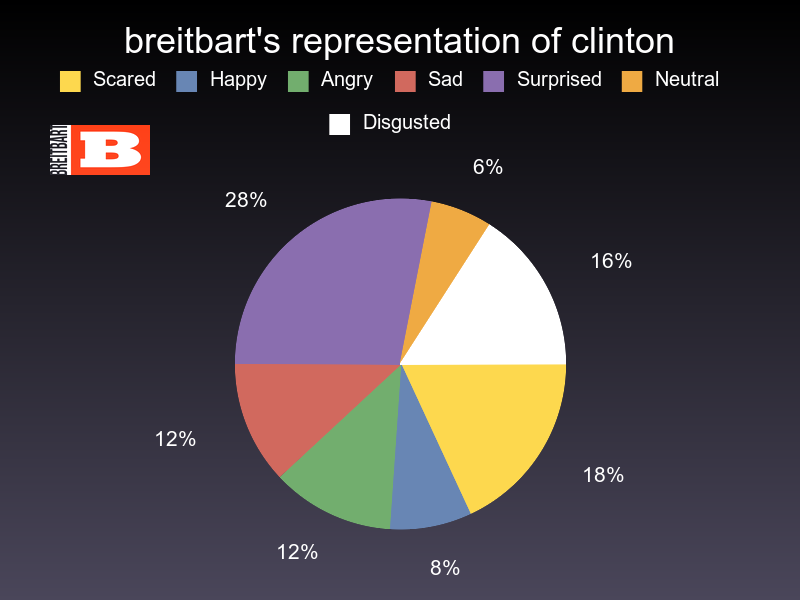 breitbart's representation of clinton
Scared Happy Angry Sad Surprised Neutral
Disgusted
BREITBART
B
6%
28%
16%
12%
18%
12%
8%